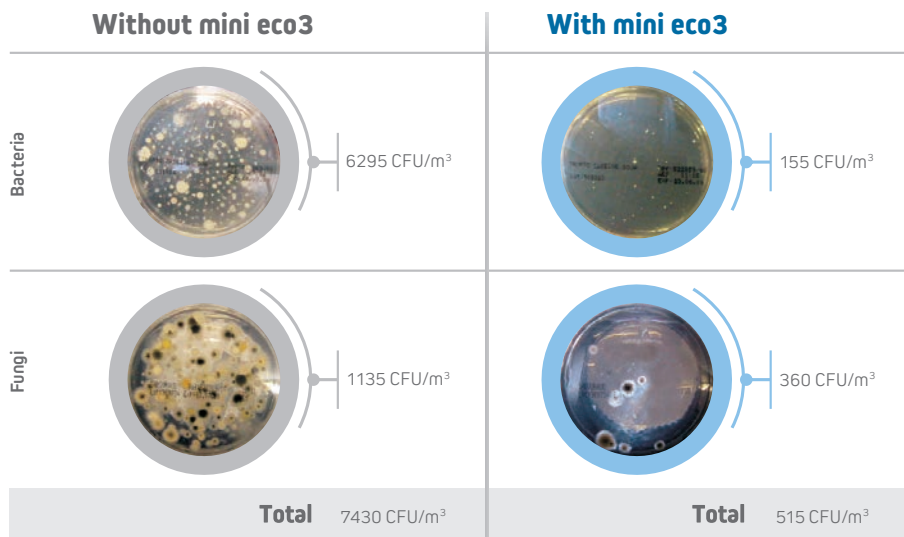 Without mini eco3
With mini eco3
Bacteria
6295 CFU/m³
155 CFU/m³
Fungi
1135 CFU/m³
360 CFU/m³
Total 7430 CFU/m³
Total 515 CFU/m³